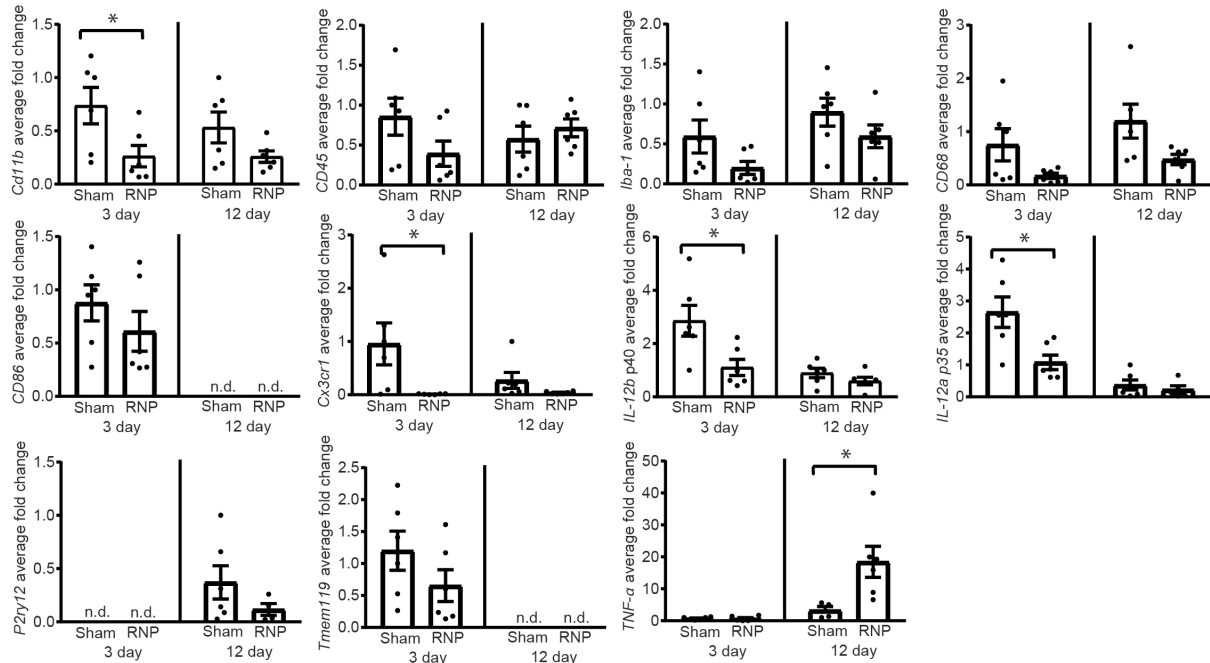 Cd11b average fold change
1.5
1.0
0.5
0.0
*
Sham RNP Sham RNP
3 day 12 day
CD45 average fold change
2.0
1.5
1.0
0.5
0.0
Sham RNP Sham RNP
3 day 12 day
Iba-1 average fold change
2.0
1.5
1.0
0.5
0.0
Sham RNP Sham RNP
3 day 12 day
CD68 average fold change
3
2
1
0
Sham RNP Sham RNP
3 day 12 day
CD86 average fold change
1.5
1.0
0.5
0.0
n.d. n.d.
Sham RNP Sham RNP
3 day 12 day
Cx3cr1 average fold change
3
2
1
0
*
Sham RNP Sham RNP
3 day 12 day
IL-12b p40 average fold change
6
4
2
0
*
Sham RNP Sham RNP
3 day 12 day
IL-12a p35 average fold change
5
4
3
2
1
0
*
Sham RNP Sham RNP
3 day 12 day
P2ry12 average fold change
1.5
1.0
0.5
0.0
n.d. n.d.
Sham RNP Sham RNP
3 day 12 day
Tmem119 average fold change
2.5
2.0
1.5
1.0
0.5
0.0
n.d. n.d.
Sham RNP Sham RNP
3 day 12 day
TNF-α average fold change
50
40
30
20
10
0
*
Sham RNP Sham RNP
3 day 12 day